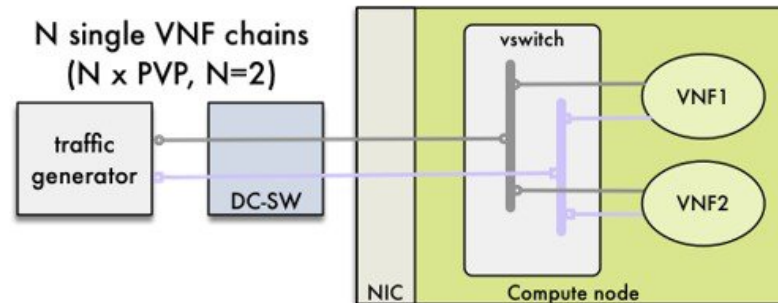 N single VNF chains
(N x PVP, N=2)
traffic
generator
DC-SW
NIC
vswitch
VNF1
VNF2
Compute node